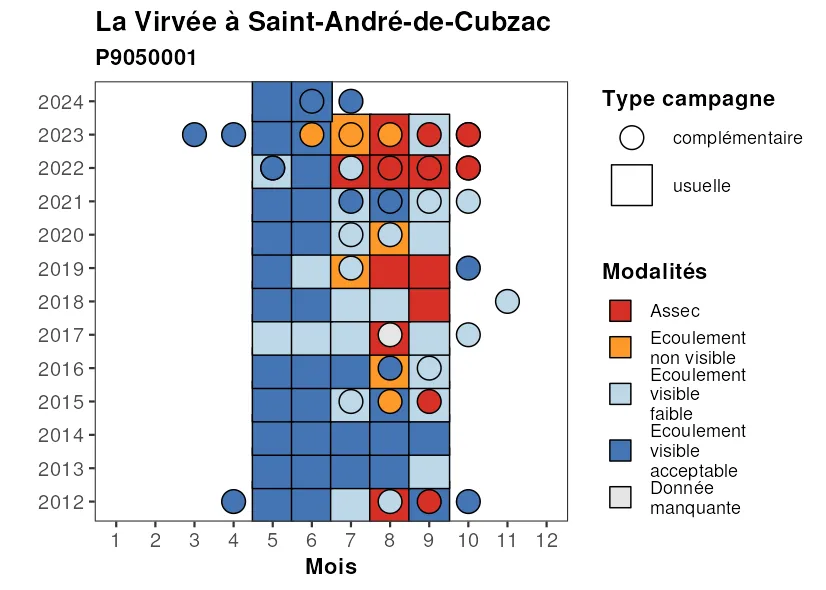 La Virvée à Saint-André-de-Cubzac
P9050001
2024
2023
2022
2021
2020
2019
2018
2017
2016
2015
2014
2013
2012
1 2 3 4 5 6 7 8 9 10 11 12
Mois
Type campagne
complémentaire
usuelle
Modalités
Assec
Ecoulement
non visible
Ecoulement
visible
faible
Ecoulement
visible
acceptable
Donnée
manquante